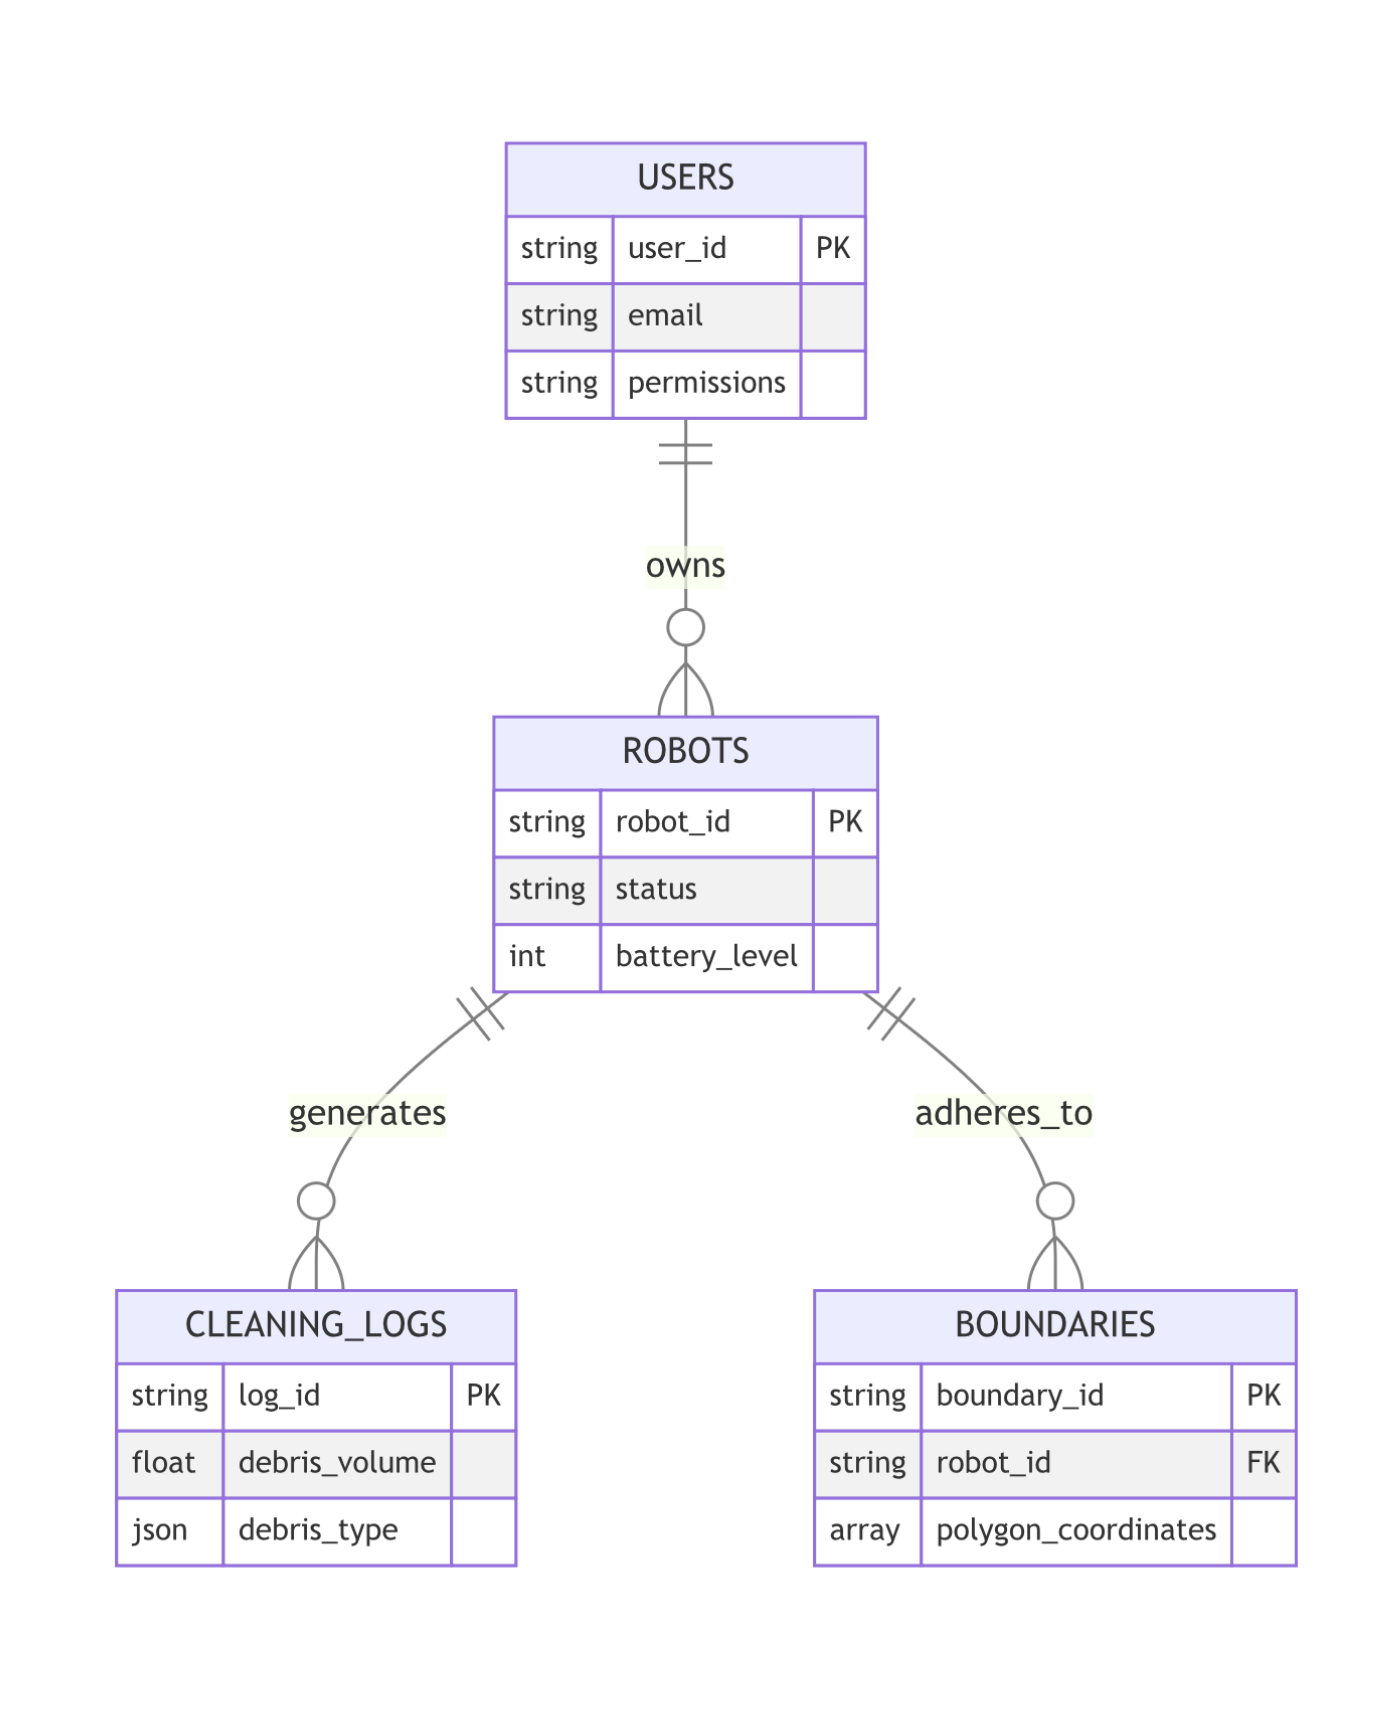 USERS
string user_id PK
string email
string permissions
owns
ROBOTS
string robot_id PK
string status
int battery_level
generates
adheres_to
CLEANING_LOGS
string log_id PK
float debris_volume
json debris_type
BOUNDARIES
string boundary_id PK
string robot_id FK
array polygon_coordinates